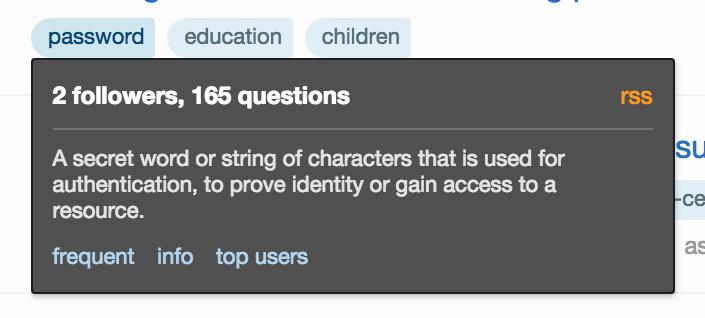 password education children
2 followers, 165 questions rss
su
A secret word or string of characters that is used for
authentication, to prove identity or gain access to a
-ce
resource.
as
frequent info top users